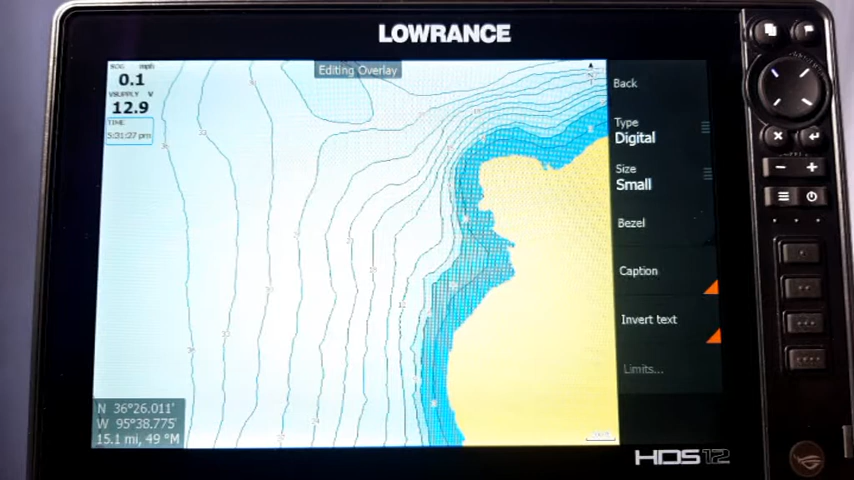 LOWRANCE
Editing Overlay
SOG mph
0.1
VSUPPLY V
12.9
TIME
5:31:27 pm
N
Back
Type
Digital
Size
Small
Bezel
Caption
Invert text
Limits...
N 36°26.011'
W 95°38.775'
15.1 mi, 49 °M
HDS 12